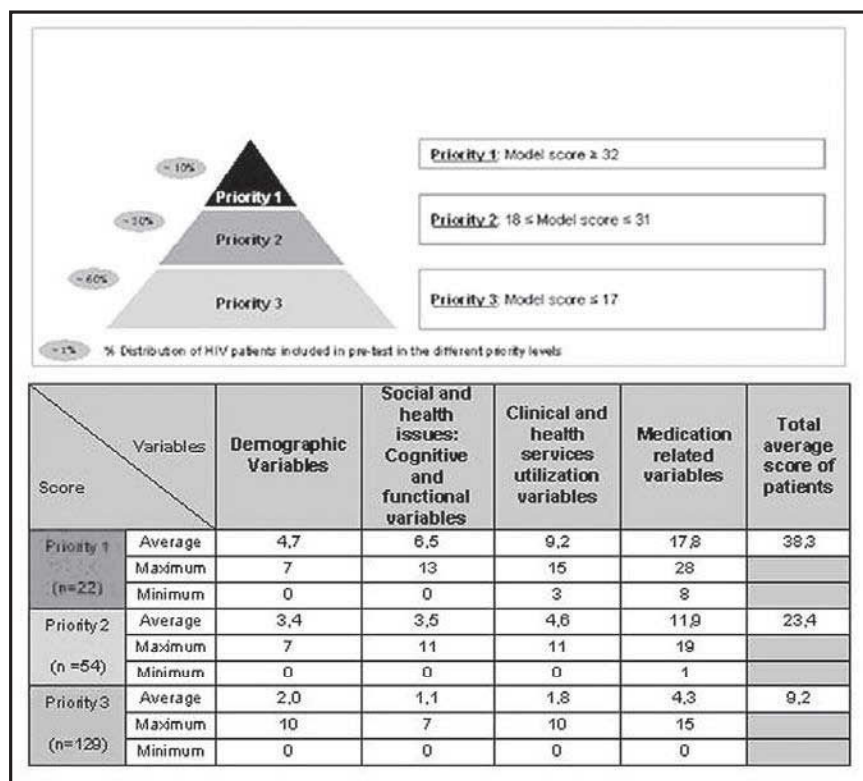 ~ 10%
Priority 1
Priority 1: Model score ≥ 32
~ 30%
Priority 2
Priority 2: 18 ≤ Model score ≤ 31
~ 60%
Priority 3
Priority 3: Model score ≤ 17
% Distribution of HIV patients included in pre-test in the different priority levels
Variables
Score
Demographic
Variables
Social and
health
issues:
Cognitive
and
functional
variables
Clinical and
health
services
utilization
variables
Medication
related
variables
Total
average
score of
patients
Priority 1
(n=22)
Average 4,7 6,5 9,2 17,8 38,3
Maximum 7 13 15 28
Minimum 0 0 3 8
Priority 2
(n =54)
Average 3,4 3,5 4,6 11,9 23,4
Maximum 7 11 11 19
Minimum 0 0 0 1
Priority 3
(n=129)
Average 2,0 1,1 1,8 4,3 9,2
Maximum 10 7 10 15
Minimum 0 0 0 0